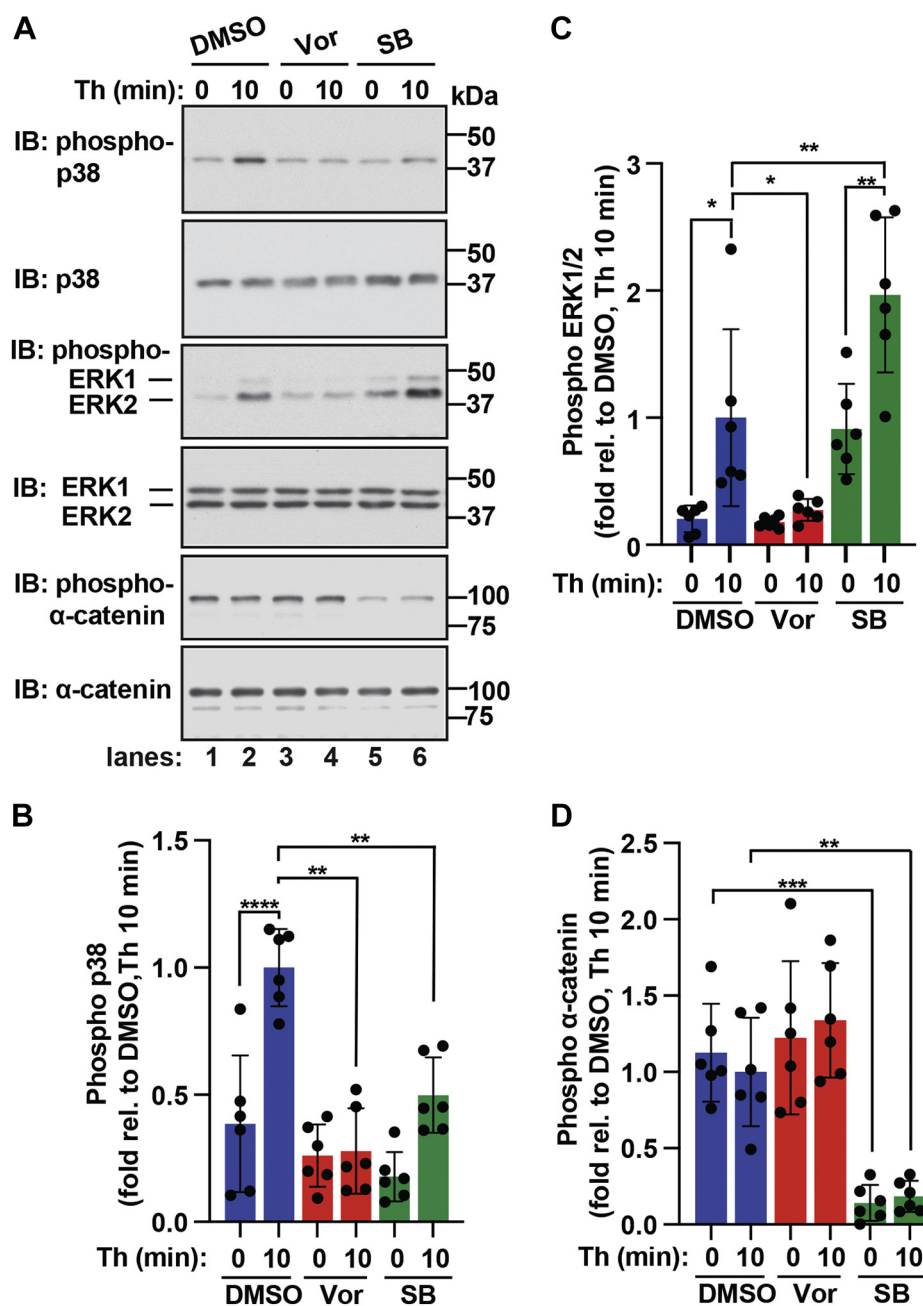 A
DMSO Vor SB
Th (min): 0 10 0 10 0 10 kDa
IB: phospho-
p38
50
37
IB: p38
50
37
IB: phospho-
ERK1
ERK2
50
37
IB: ERK1
ERK2
50
37
IB: phospho-
α-catenin
100
75
IB: α-catenin
100
75
lanes: 1 2 3 4 5 6
C
Phospho ERK1/2
(fold rel. to DMSO, Th 10 min)
3
2
1
0
**
*
*
**
Th (min): 0 10 0 10 0 10
DMSO Vor SB
B
Phospho p38
(fold rel. to DMSO,Th 10 min)
1.5
1.0
0.5
0.0
**
**
****
Th (min): 0 10 0 10 0 10
DMSO Vor SB
D
Phospho α-catenin
(fold rel. to DMSO, Th 10 min)
2.5
2.0
1.5
1.0
0.5
0.0
**
***
Th (min): 0 10 0 10 0 10
DMSO Vor SB